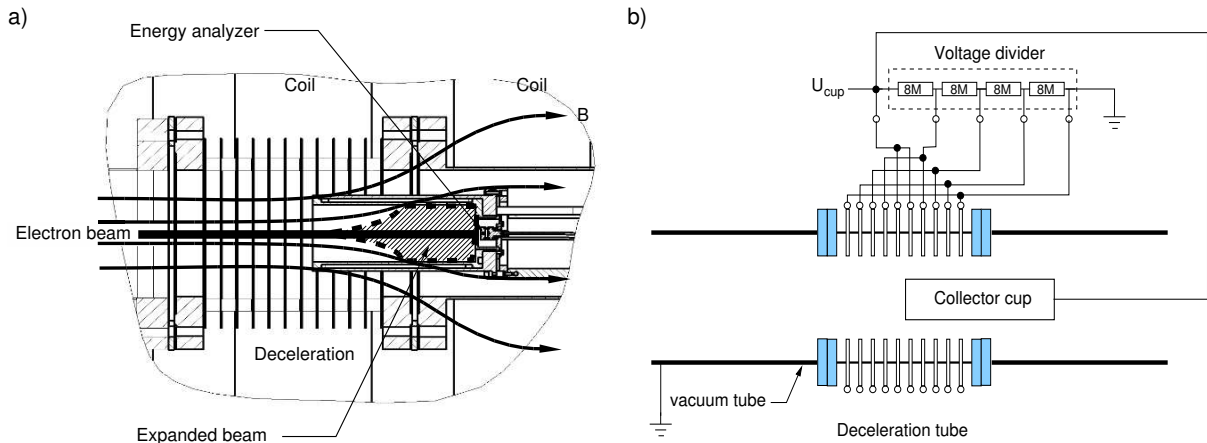 a)
Energy analyzer
Coil
Coil
B
Electron beam
Deceleration
Expanded beam
b)
Voltage divider
U_cup
8M 8M 8M 8M
Collector cup
vacuum tube
Deceleration tube